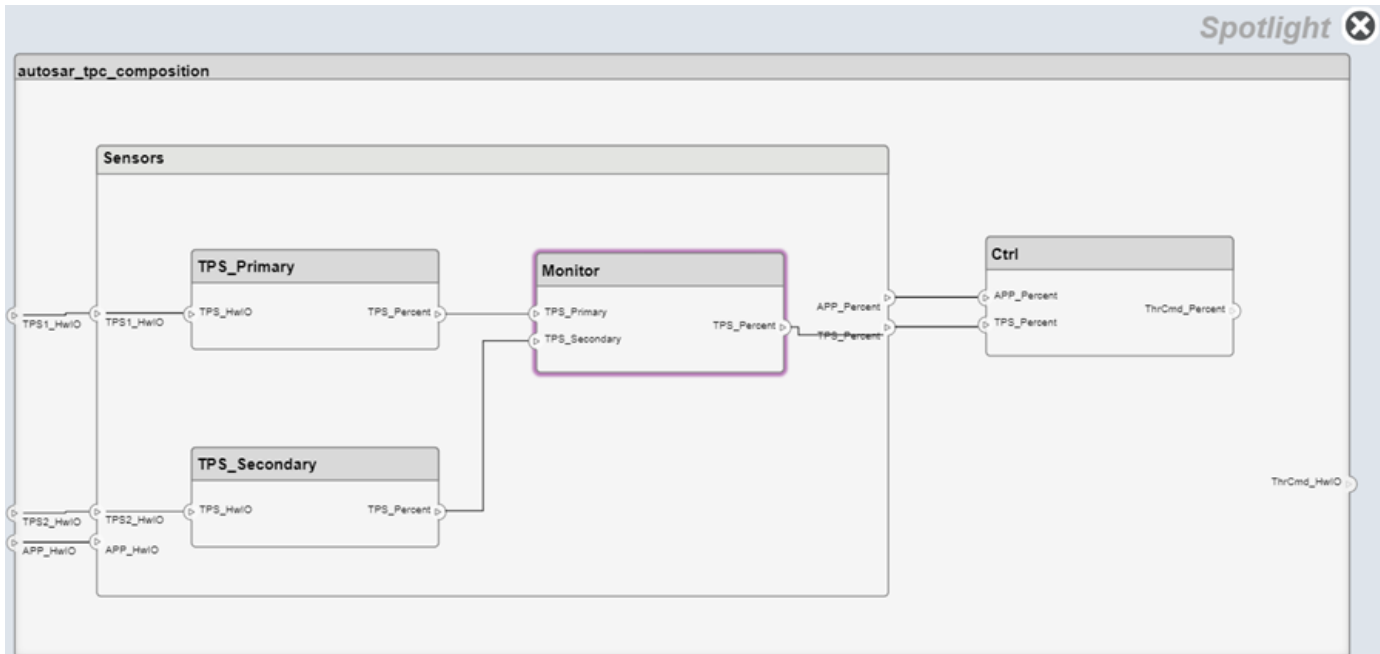 Spotlight
autosar_tpc_composition
Sensors
TPS_Primary
TPS_HwIO
TPS_Percent
Monitor
TPS_Primary
TPS_Secondary
TPS_Percent
APP_Percent
TPS_Percent
Ctrl
APP_Percent
TPS_Percent
ThrCmd_Percent
TPS1_HwIO
TPS1_HwIO
TPS_Secondary
TPS_HwIO
TPS_Percent
TPS2_HwIO
TPS2_HwIO
APP_HwIO
APP_HwIO
ThrCmd_HwIO